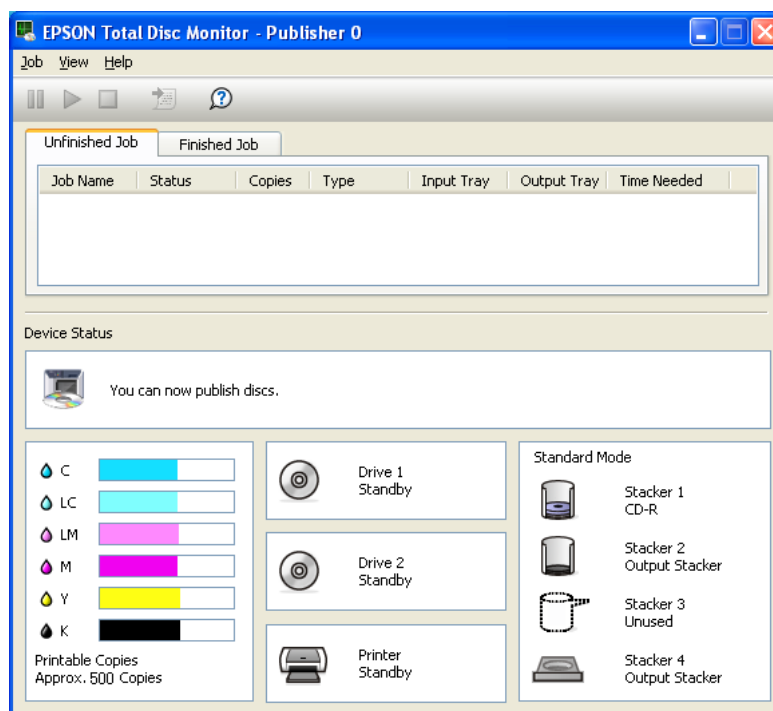 EPSON Total Disc Monitor - Publisher 0
Job View Help
Unfinished Job Finished Job
Job Name Status Copies Type Input Tray Output Tray Time Needed
Device Status
You can now publish discs.
C
LC
LM
M
Y
K
Printable Copies
Approx. 500 Copies
Drive 1
Standby
Drive 2
Standby
Printer
Standby
Standard Mode
Stacker 1
CD-R
Stacker 2
Output Stacker
Stacker 3
Unused
Stacker 4
Output Stacker